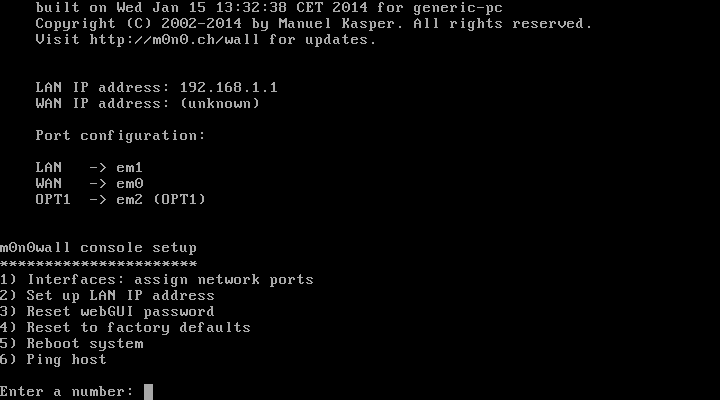 built on Wed Jan 15 13:32:38 CET 2014 for generic-pc
Copyright (C) 2002-2014 by Manuel Kasper. All rights reserved.
Visit http://m0n0.ch/wall for updates.
LAN IP address: 192.168.1.1
WAN IP address: (unknown)
Port configuration:
LAN -> em1
WAN -> em0
OPT1 -> em2 (OPT1)
m0n0wall console setup
**********************
1) Interfaces: assign network ports
2) Set up LAN IP address
3) Reset webGUI password
4) Reset to factory defaults
5) Reboot system
6) Ping host
Enter a number: